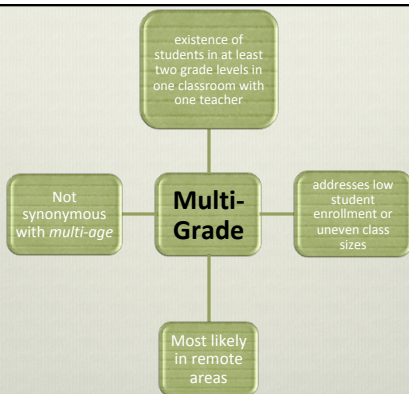 existence of
students in at least
two grade levels in
one classroom with
one teacher
Not
synonymous
with multi-age
Multi-
Grade
addresses low
student
enrollment or
uneven class
sizes
Most likely
in remote
areas